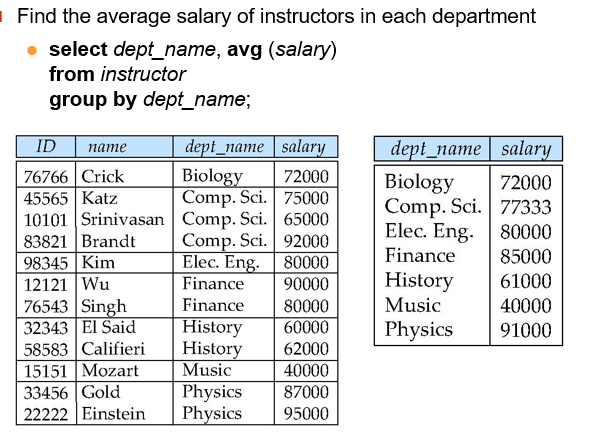 Find the average salary of instructors in each department
select dept_name, avg (salary)
from instructor
group by dept_name;
ID name dept_name salary
76766 Crick Biology 72000
45565 Katz Comp. Sci. 75000
10101 Srinivasan Comp. Sci. 65000
83821 Brandt Comp. Sci. 92000
98345 Kim Elec. Eng. 80000
12121 Wu Finance 90000
76543 Singh Finance 80000
32343 El Said History 60000
58583 Califieri History 62000
15151 Mozart Music 40000
33456 Gold Physics 87000
22222 Einstein Physics 95000
dept_name salary
Biology 72000
Comp. Sci. 77333
Elec. Eng. 80000
Finance 85000
History 61000
Music 40000
Physics 91000